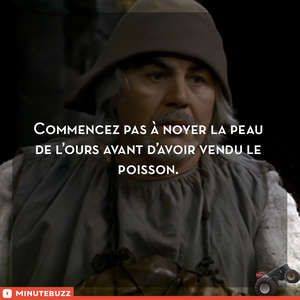 Commencez pas à noyer la peau
de l'ours avant d'avoir vendu le
poisson.
MINUTEBUZZ